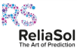 RS
ReliaSol
The Art of Prediction